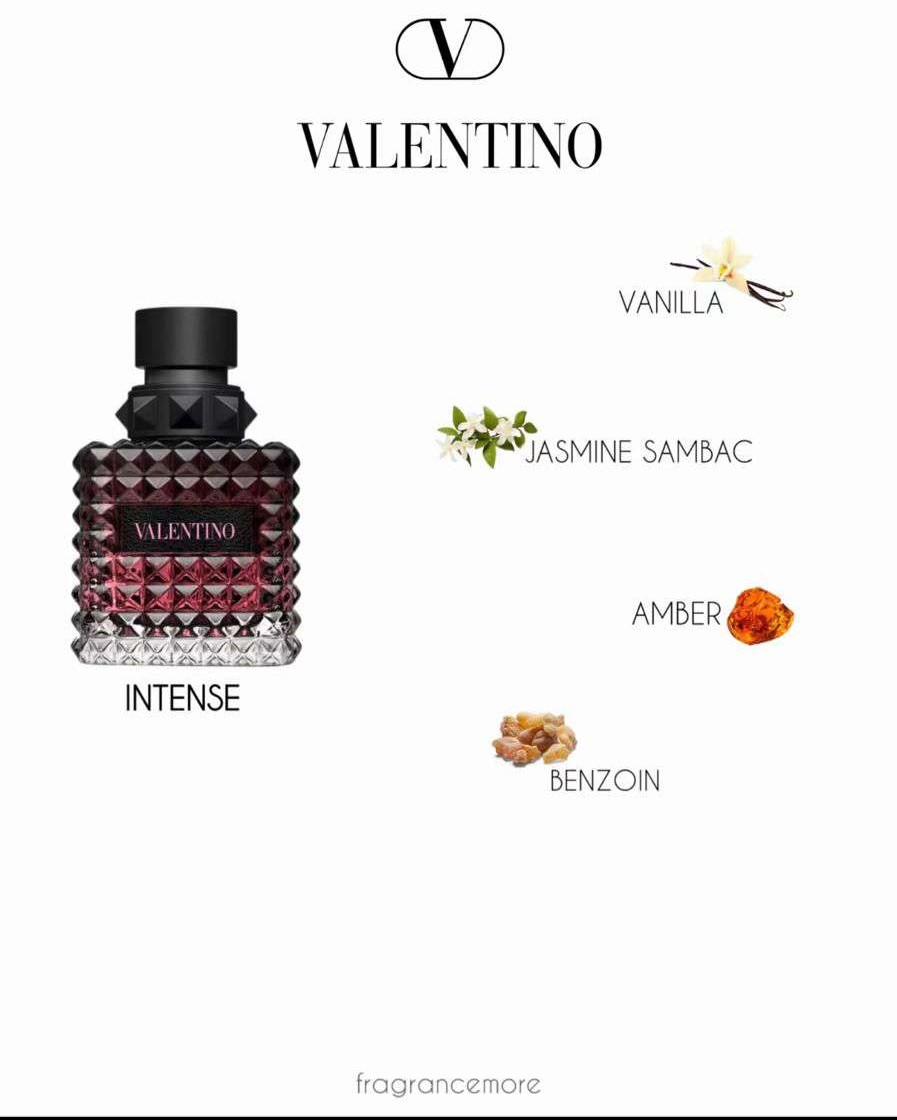 V
VALENTINO
VANILLA
JASMINE SAMBAC
VALENTINO
AMBER
INTENSE
BENZOIN
fragrancemore